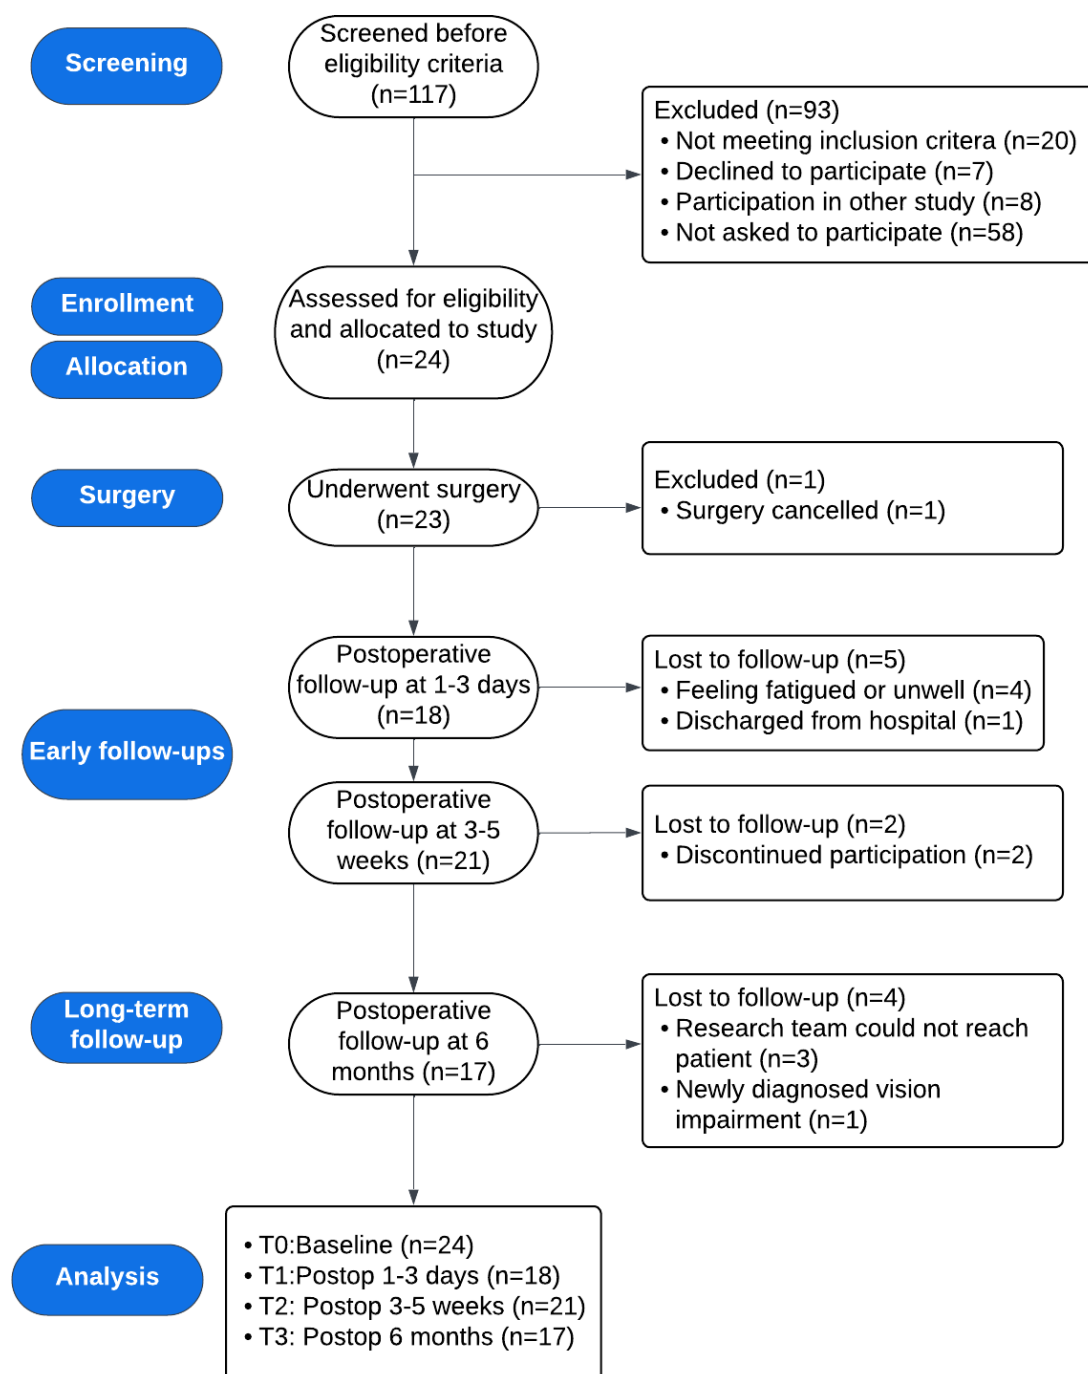 Screening
Screened before
eligibility criteria
(n=117)
Excluded (n=93)
• Not meeting inclusion critera (n=20)
• Declined to participate (n=7)
• Participation in other study (n=8)
• Not asked to participate (n=58)
Enrollment
Allocation
Assessed for eligibility
and allocated to study
(n=24)
Surgery
Underwent surgery
(n=23)
Excluded (n=1)
• Surgery cancelled (n=1)
Early follow-ups
Postoperative
follow-up at 1-3 days
(n=18)
Lost to follow-up (n=5)
• Feeling fatigued or unwell (n=4)
• Discharged from hospital (n=1)
Postoperative
follow-up at 3-5
weeks (n=21)
Lost to follow-up (n=2)
• Discontinued participation (n=2)
Long-term
follow-up
Postoperative
follow-up at 6
months (n=17)
Lost to follow-up (n=4)
• Research team could not reach
patient (n=3)
• Newly diagnosed vision
impairment (n=1)
Analysis
• T0:Baseline (n=24)
• T1:Postop 1-3 days (n=18)
• T2: Postop 3-5 weeks (n=21)
• T3: Postop 6 months (n=17)